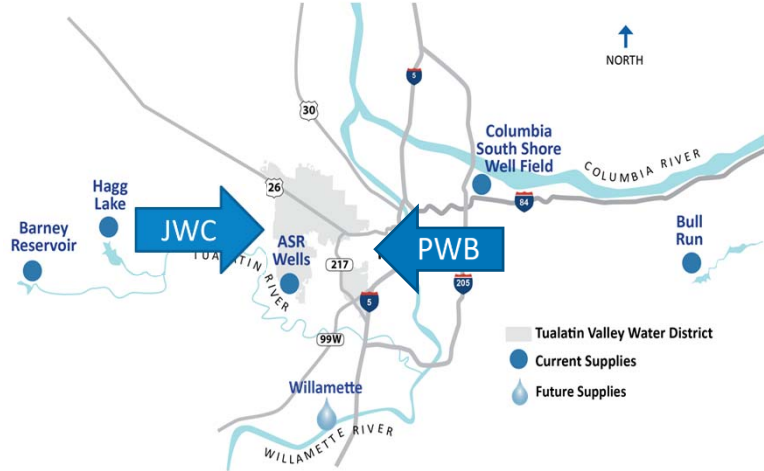 5
NORTH
30
Columbia
South Shore
Well Field
COLUMBIA RIVER
26
Hagg
Lake
84
Barney
Reservoir
JWC
ASR
Wells
TUALATIN RIVER
217
PWB
205
Bull
Run
5
99W
Tualatin Valley Water District
Current Supplies
Future Supplies
Willamette
WILLAMETTE RIVER